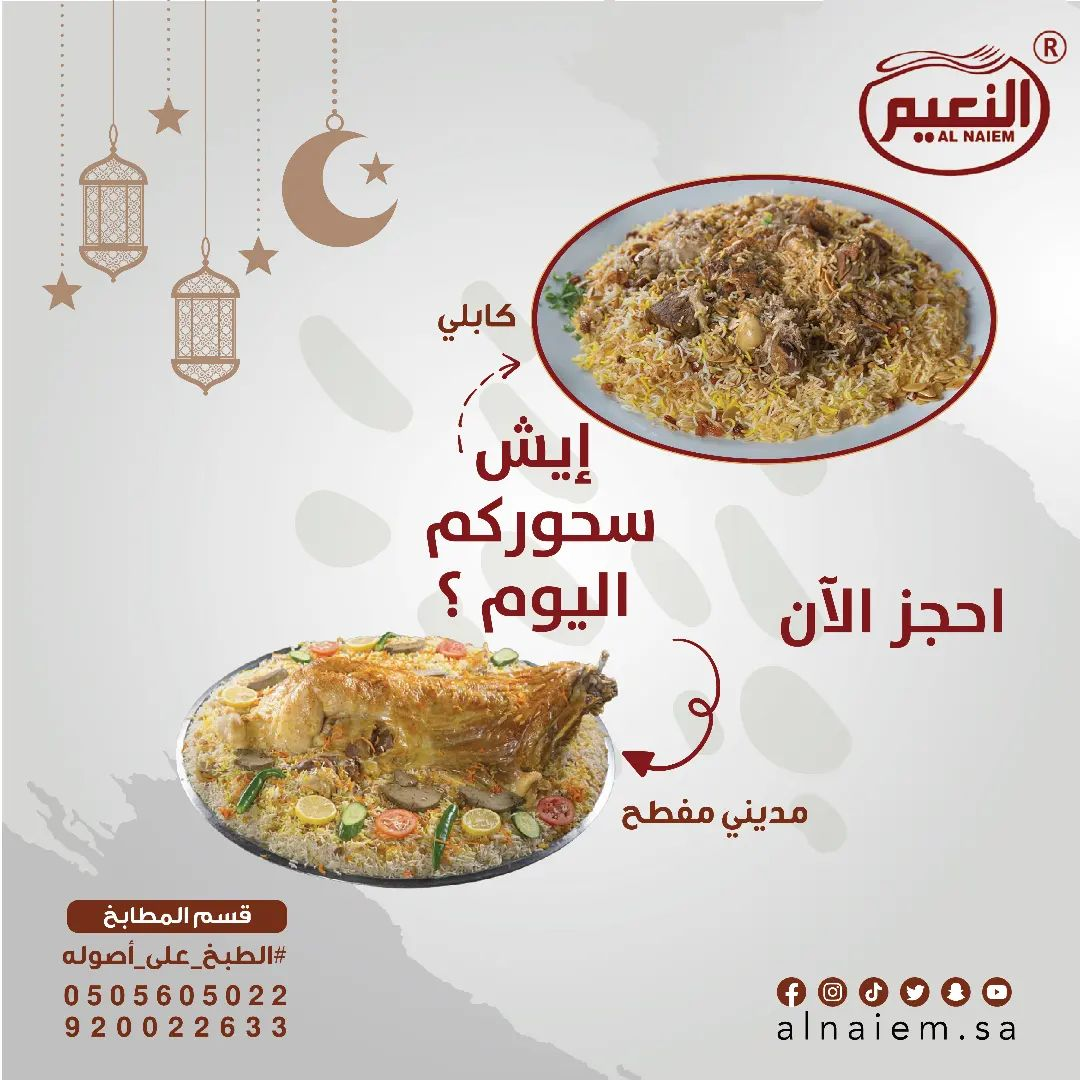 ®
النعيم
AL NAIEM
كابلي
إيش
سحوركم
اليوم ؟
احجز الآن
مديني مفطح
قسم المطابخ
#الطبخ_على_أصوله
0505605022
920022633
alnaiem.sa